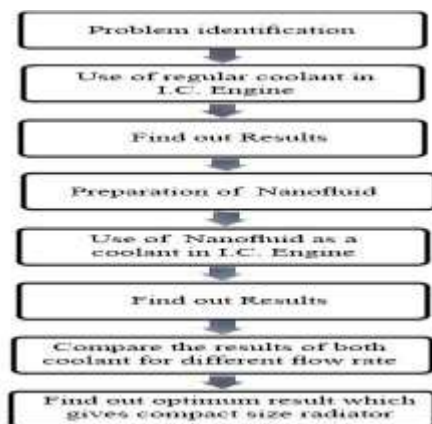 Problem identification
Use of regular coolant in
I.C. Engine
Find out Results
Preparation of Nanofluid
Use of Nanofluid as a
coolant in I.C. Engine
Find out Results
Compare the results of both
coolant for different flow rate
Find out optimum result which
gives compact size radiator